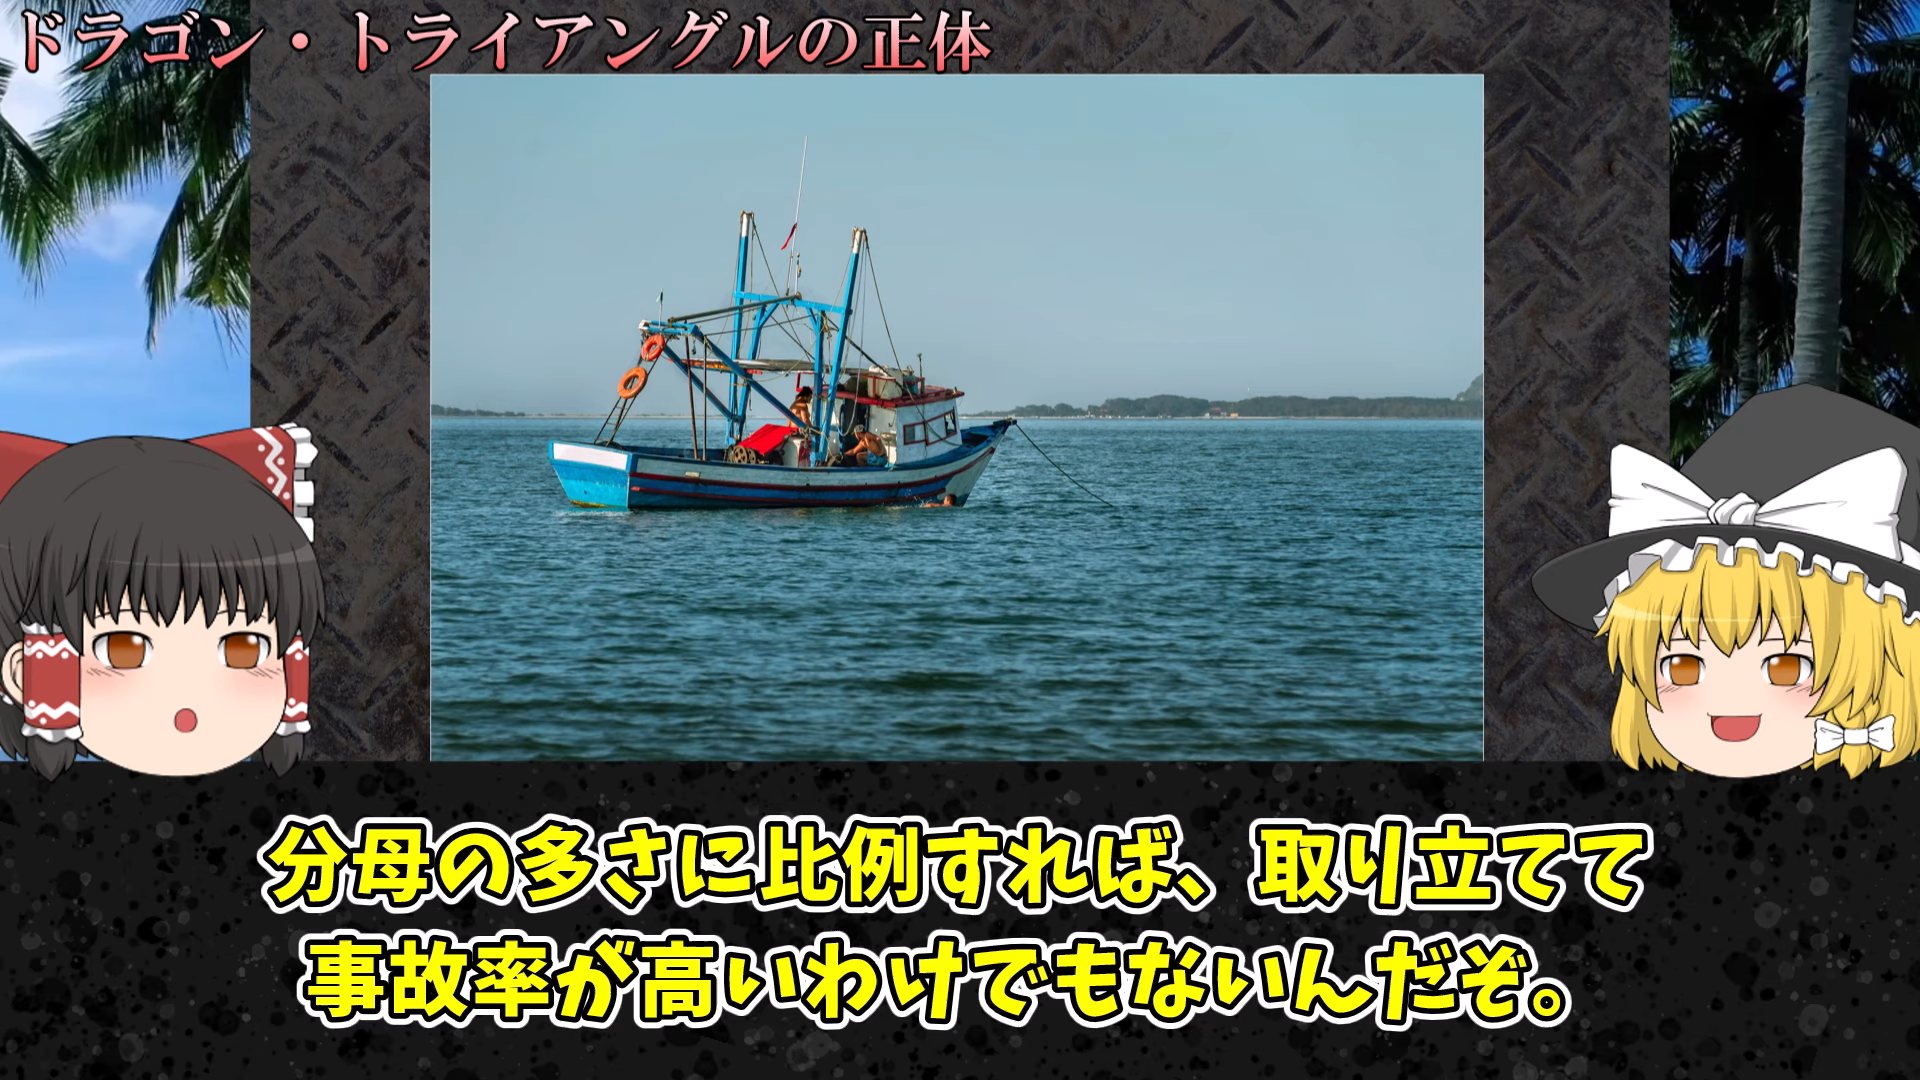 ドラゴン・トライアングルの正体
分母の多さに比例すれば、取り立てて
事故率が高いわけでもないんだぞ。